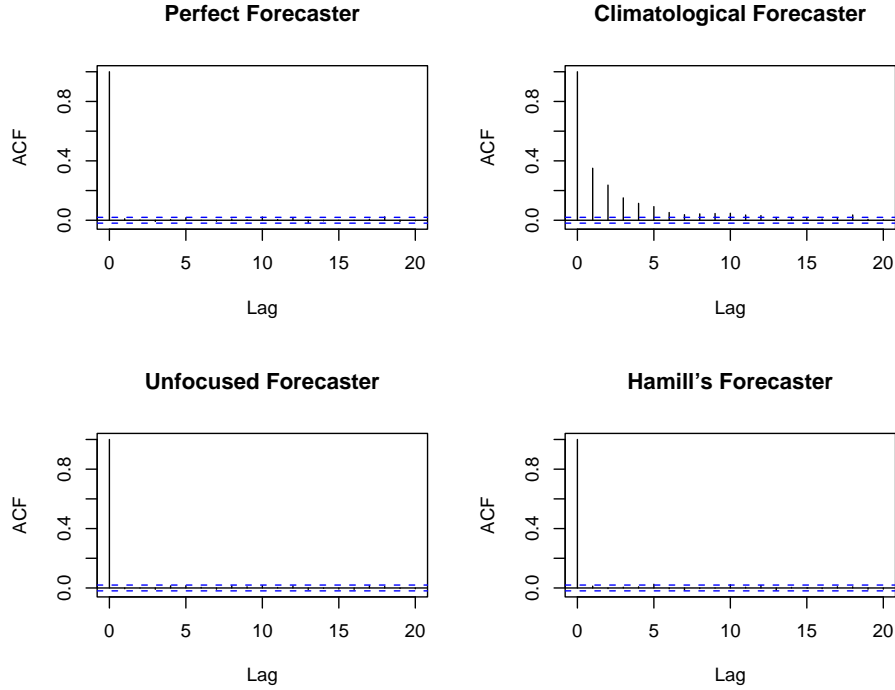 Perfect Forecaster
ACF
0.0 0.4 0.8
0 5 10 15 20
Lag
Climatological Forecaster
ACF
0.0 0.4 0.8
0 5 10 15 20
Lag
Unfocused Forecaster
ACF
0.0 0.4 0.8
0 5 10 15 20
Lag
Hamill’s Forecaster
ACF
0.0 0.4 0.8
0 5 10 15 20
Lag